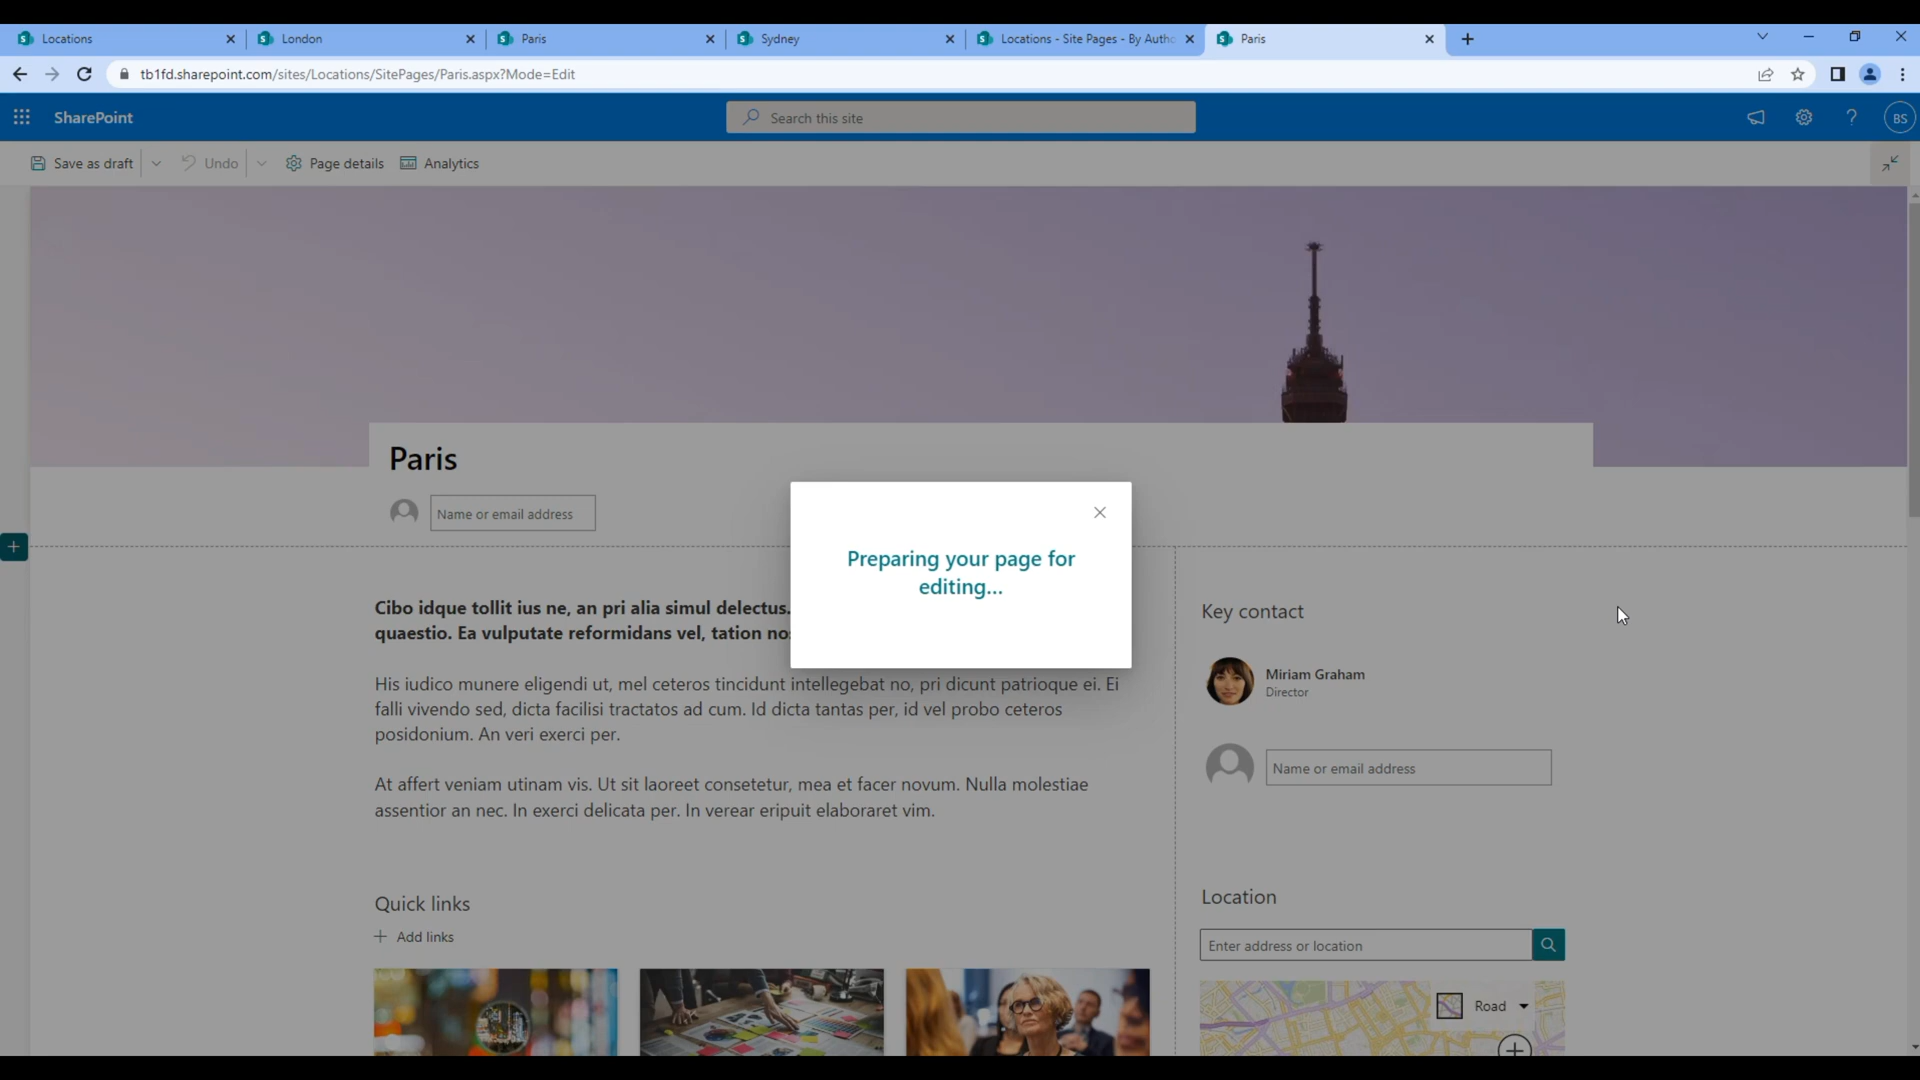 Locations
London
Paris
Sydney
Locations - Site Pages - By Autho
Paris
tb1fd.sharepoint.com/sites/Locations/SitePages/Paris.aspx?Mode=Edit
SharePoint
Search this site
BS
Save as draft
Undo
Page details
Analytics
Paris
Name or email address
Preparing your page for
editing...
Cibo idque tollit ius ne, an pri alia simul delectus.
quaestio. Ea vulputate reformidans vel, tation no
His iudico munere eligendi ut, mel ceteros tincidunt intellegebat no, pri dicunt patrioque ei. Ei
falli vivendo sed, dicta facilisi tractatos ad cum. Id dicta tantas per, id vel probo ceteros
posidonium. An veri exerci per.
At affert veniam utinam vis. Ut sit laoreet consetetur, mea et facer novum. Nulla molestiae
assentior an nec. In exerci delicata per. In verear eripuit elaboraret vim.
Quick links
Add links
Key contact
Miriam Graham
Director
Name or email address
Location
Enter address or location
Road